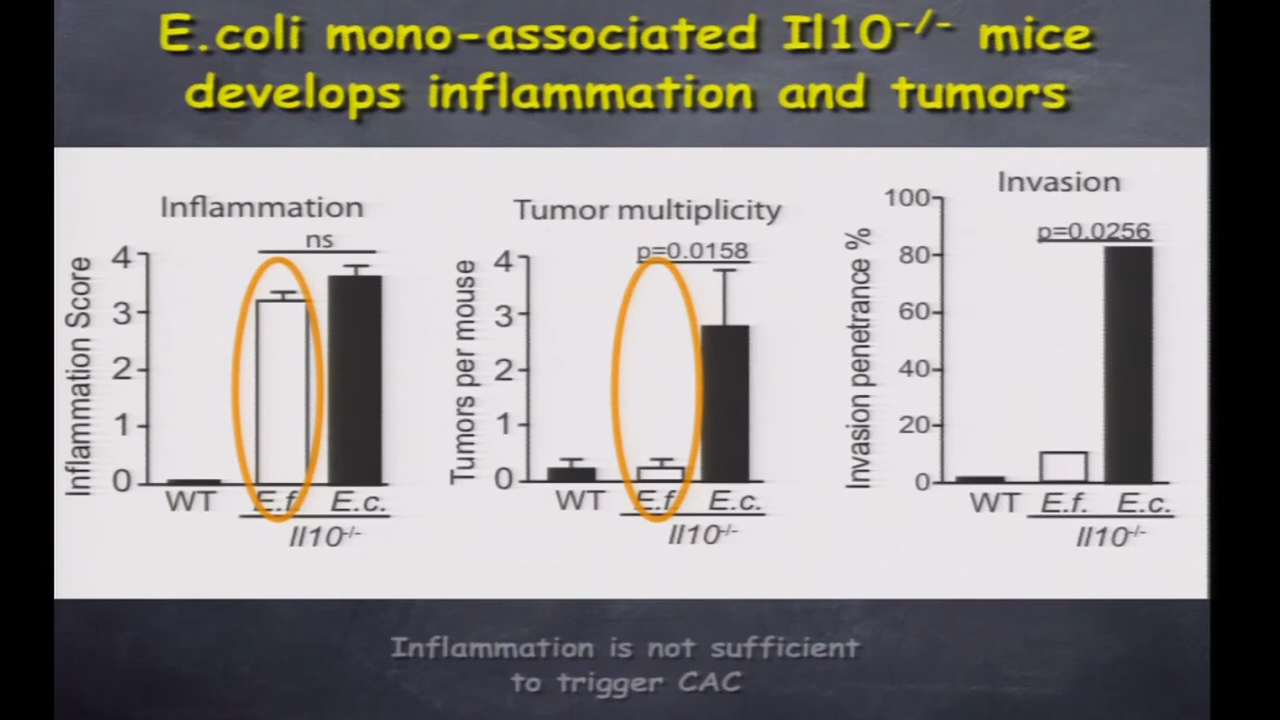 E.coli mono-associated Il10-/- mice
develops inflammation and tumors
Inflammation
ns
Inflammation Score
4
3
2
1
0
WT
E.f.
E.c.
Il10-/-
Tumor multiplicity
p=0.0158
Tumors per mouse
4
3
2
1
0
WT
E.f.
E.c.
Il10-/-
Invasion
p=0.0256
Invasion penetrance %
100
80
60
40
20
0
WT
E.f.
E.c.
Il10-/-
Inflammation is not sufficient
to trigger CAC